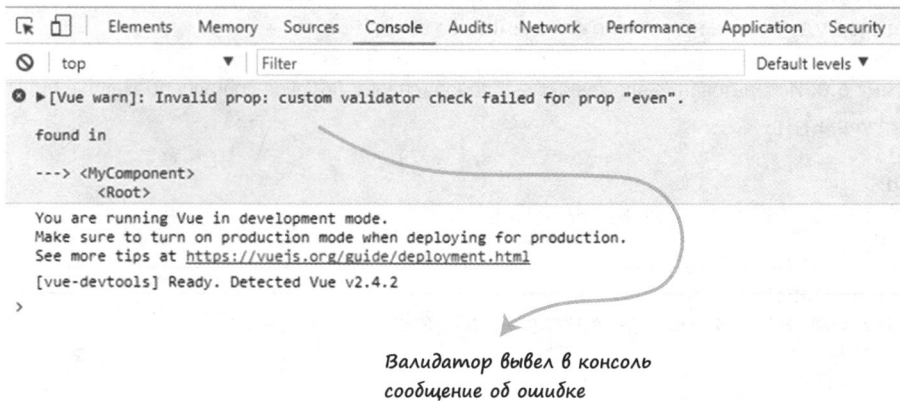 Elements Memory Sources Console Audits Network Performance Application Security
top ▼ Filter Default levels ▼
▶[Vue warn]: Invalid prop: custom validator check failed for prop "even".
found in
---> <MyComponent>
<Root>
You are running Vue in development mode.
Make sure to turn on production mode when deploying for production.
See more tips at https://vuejs.org/guide/deployment.html
[vue-devtools] Ready. Detected Vue v2.4.2
>
Валидатор вывел в консоль
сообщение об ошибке